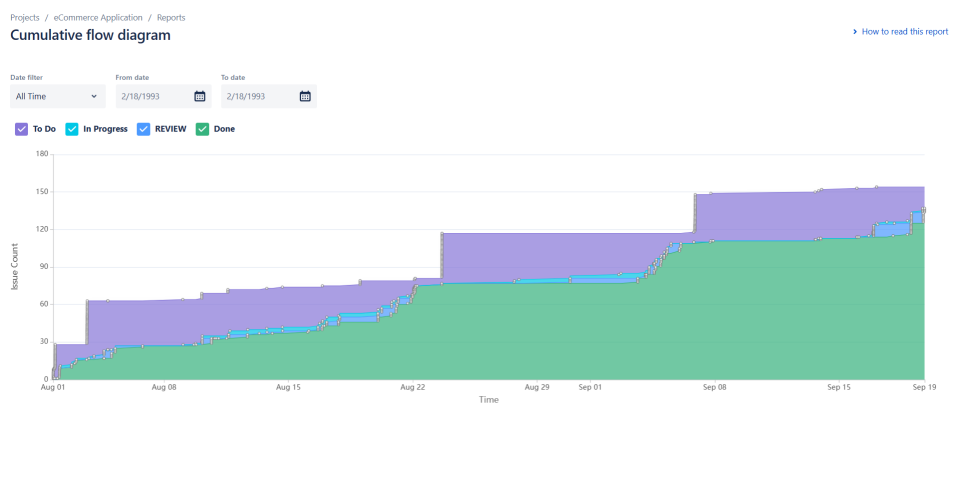 Projects / eCommerce Application / Reports
Cumulative flow diagram
How to read this report
Date filter From date To date
All Time 2/18/1993 2/18/1993
To Do In Progress REVIEW Done
180
150
120
90
60
30
0
Issue Count
Aug 01 Aug 08 Aug 15 Aug 22 Aug 29 Sep 01 Sep 08 Sep 15 Sep 19
Time